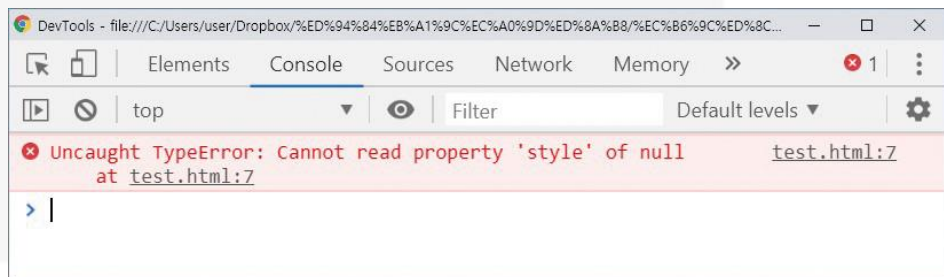 DevTools - file:///C:/Users/user/Dropbox/%ED%94%84%EB%A1%9C%EC%A0%9D%ED%8A%B8/%EC%B6%9C%ED%8C...
Elements Console Sources Network Memory » 1
top ▼ Filter Default levels ▼
Uncaught TypeError: Cannot read property 'style' of null test.html:7
at test.html:7
>